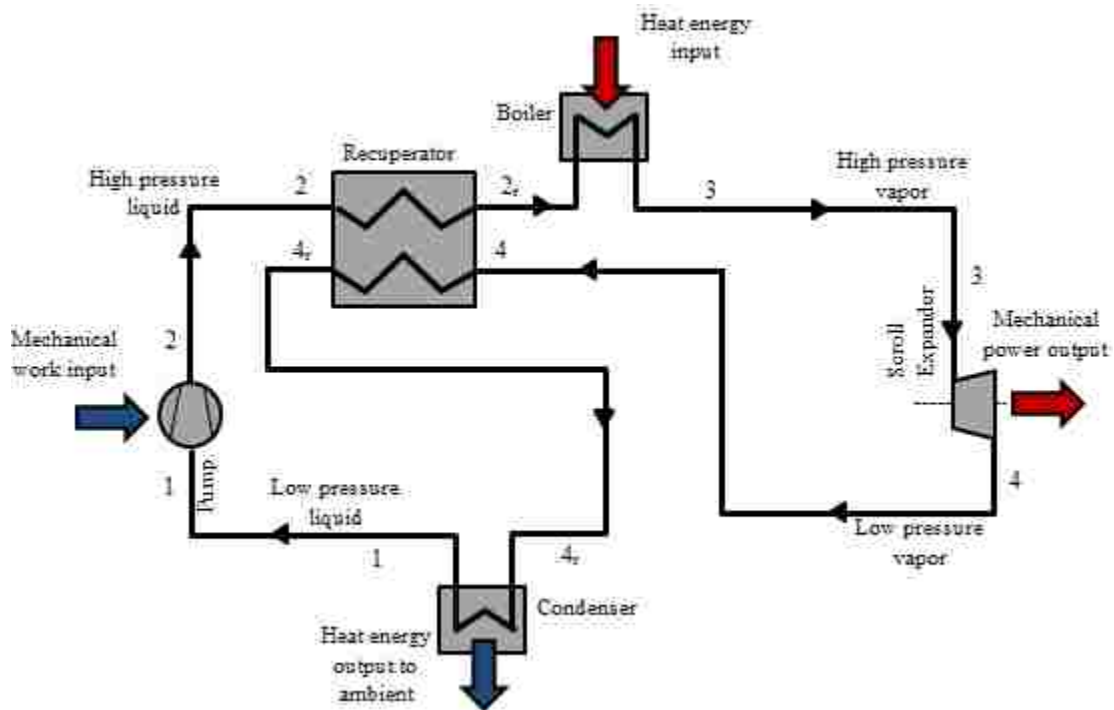 Heat energy
input
Boiler
Recuperator
High pressure
liquid
2
2r
High pressure
vapor
3
4r
4
3
Mechanical
work input
2
Scroll
Expander
Mechanical
power output
1
Pump
Low pressure
liquid
4
1
4r
Low pressure
vapor
Condenser
Heat energy
output to
ambient